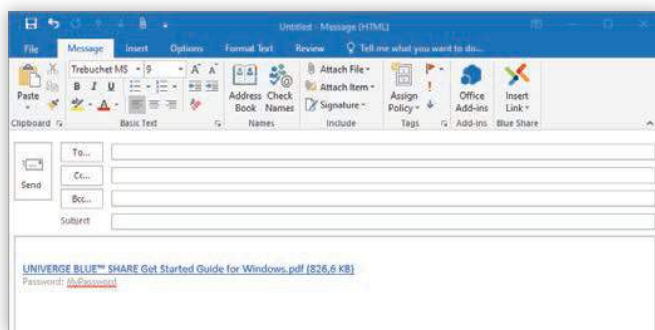 Untitled - Message (HTML)
File Message Insert Options Format Text Review Tell me what you want to do...
Trebuchet MS 9 A A Attach File Attach Item Signature
Paste B I U Address Book Check Names Assign Policy Office Add-ins Insert Link
Clipboard Basic Text Names Include Tags Add-ins Blue Share
To...
Cc...
Send
Bcc...
Subject
UNIVERGE BLUE™ SHARE Get Started Guide for Windows.pdf (826,6 KB)
Password: MyPassword